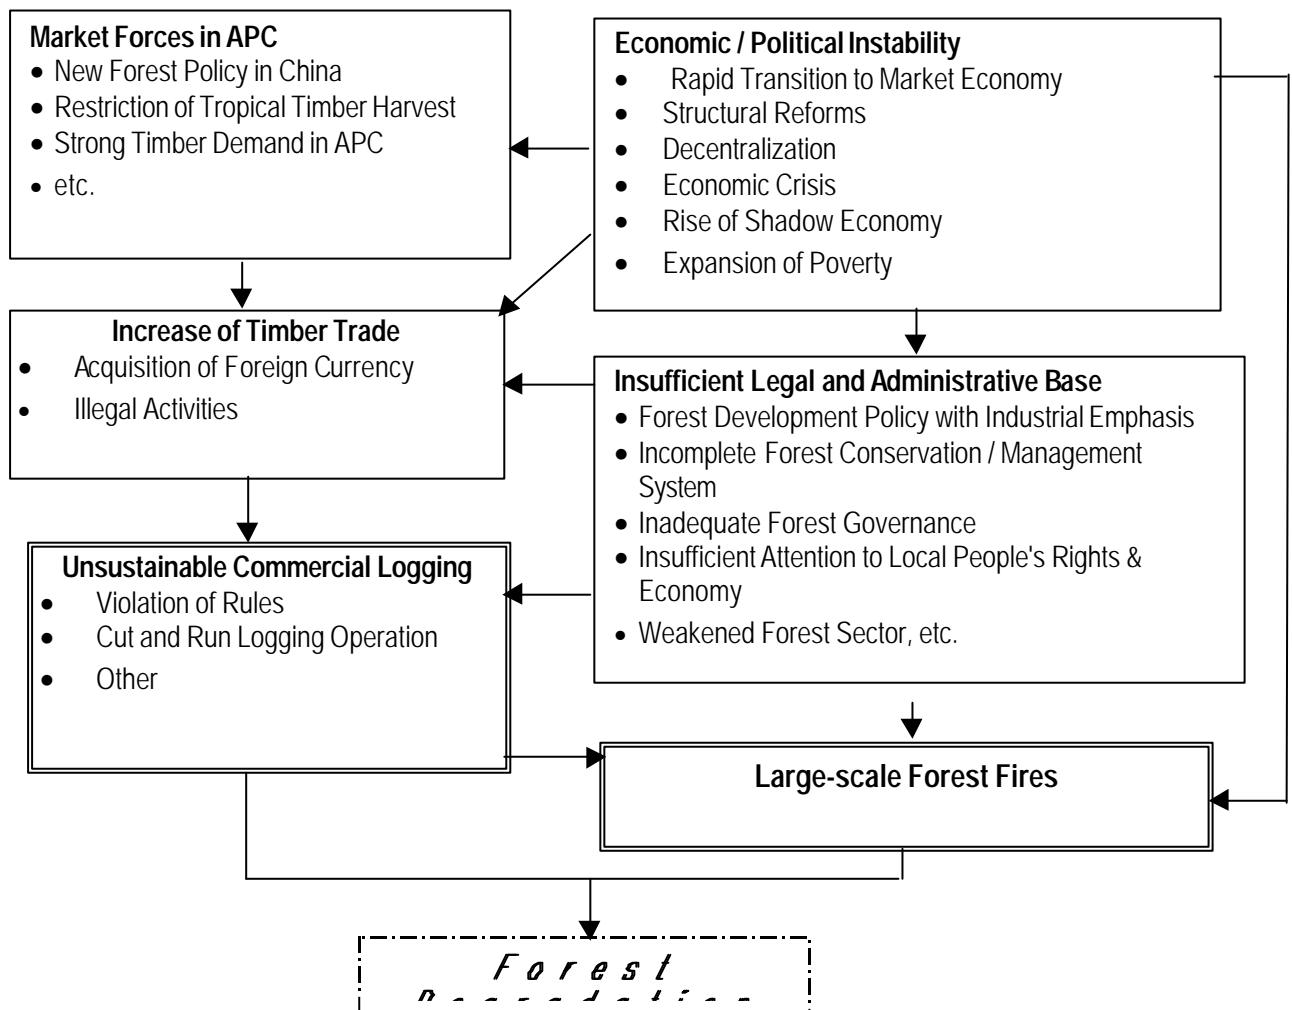 Market Forces in APC
• New Forest Policy in China
• Restriction of Tropical Timber Harvest
• Strong Timber Demand in APC
• etc.
Economic / Political Instability
• Rapid Transition to Market Economy
• Structural Reforms
• Decentralization
• Economic Crisis
• Rise of Shadow Economy
• Expansion of Poverty
Increase of Timber Trade
• Acquisition of Foreign Currency
• Illegal Activities
Insufficient Legal and Administrative Base
• Forest Development Policy with Industrial Emphasis
• Incomplete Forest Conservation / Management
System
• Inadequate Forest Governance
• Insufficient Attention to Local People's Rights &
Economy
• Weakened Forest Sector, etc.
Unsustainable Commercial Logging
• Violation of Rules
• Cut and Run Logging Operation
• Other
Large-scale Forest Fires
Forest
Degradation